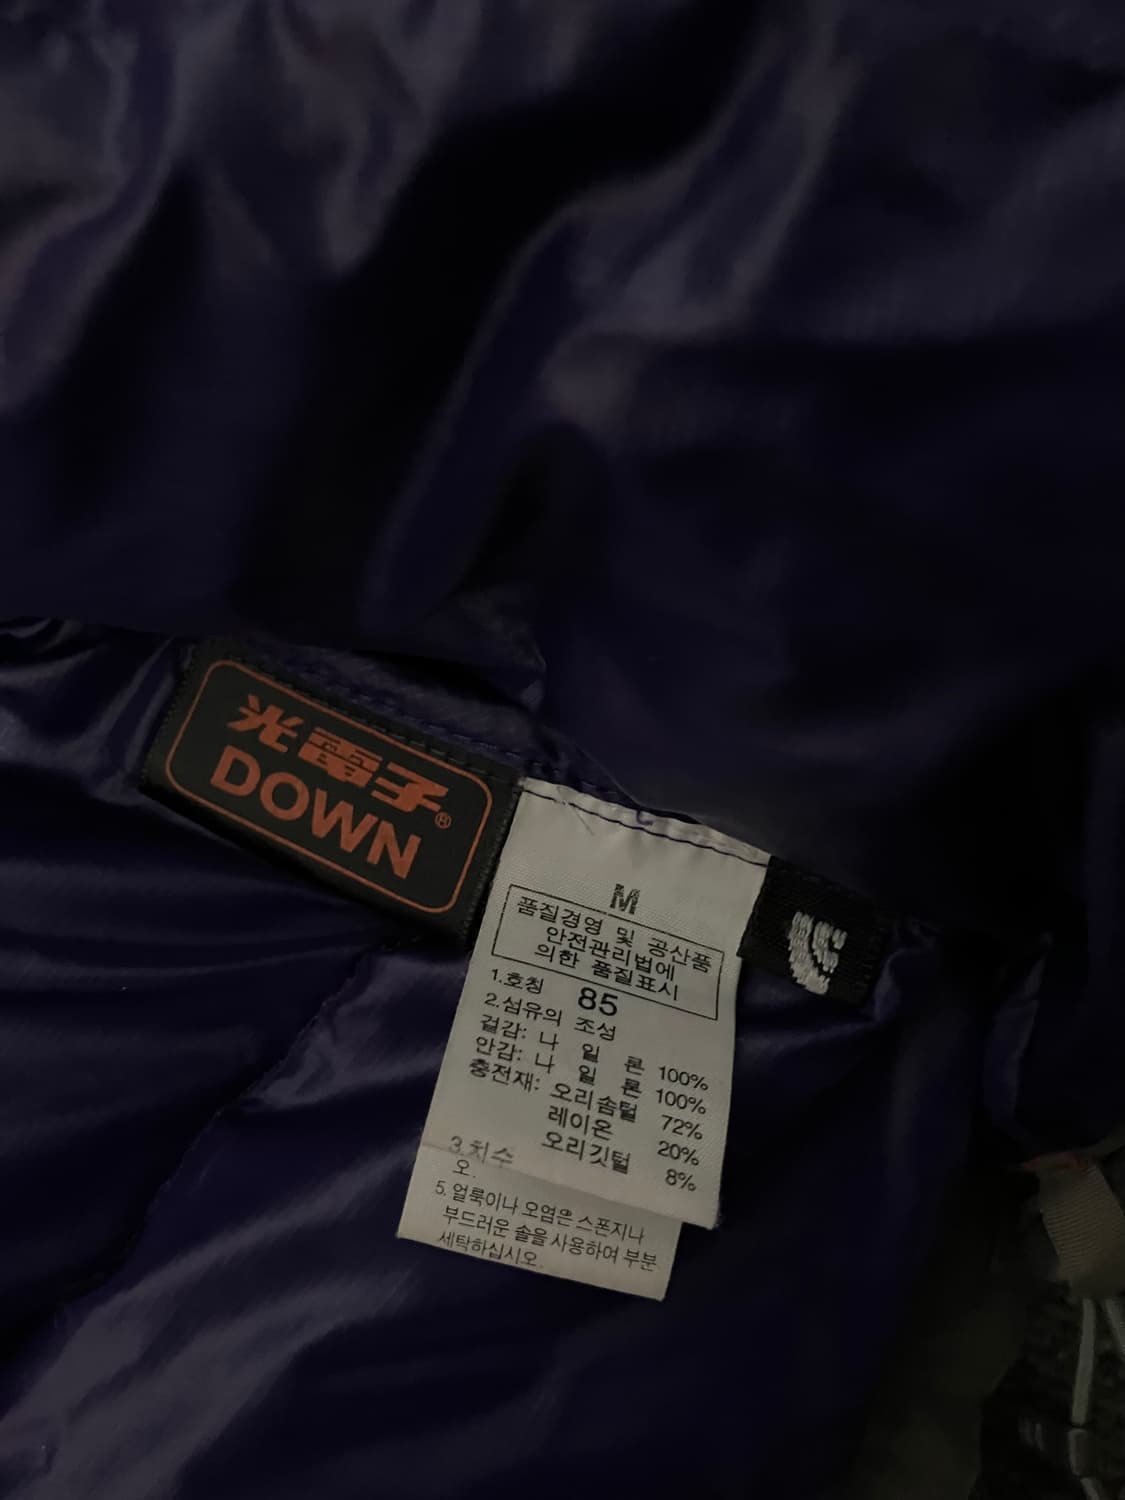 光電子
DOWN®
M
품질경영 및 공산품
안전관리법에
의한 품질표시
1.호칭 85
2.섬유의 조성
겉감: 나 일 론 100%
안감: 나 일 론 100%
충전재: 오리솜털 72%
레이온 20%
오리깃털 8%
3.치수
오.
5. 얼룩이나 오염은 스폰지나
부드러운 솔을 사용하여 부분
세탁하십시오.